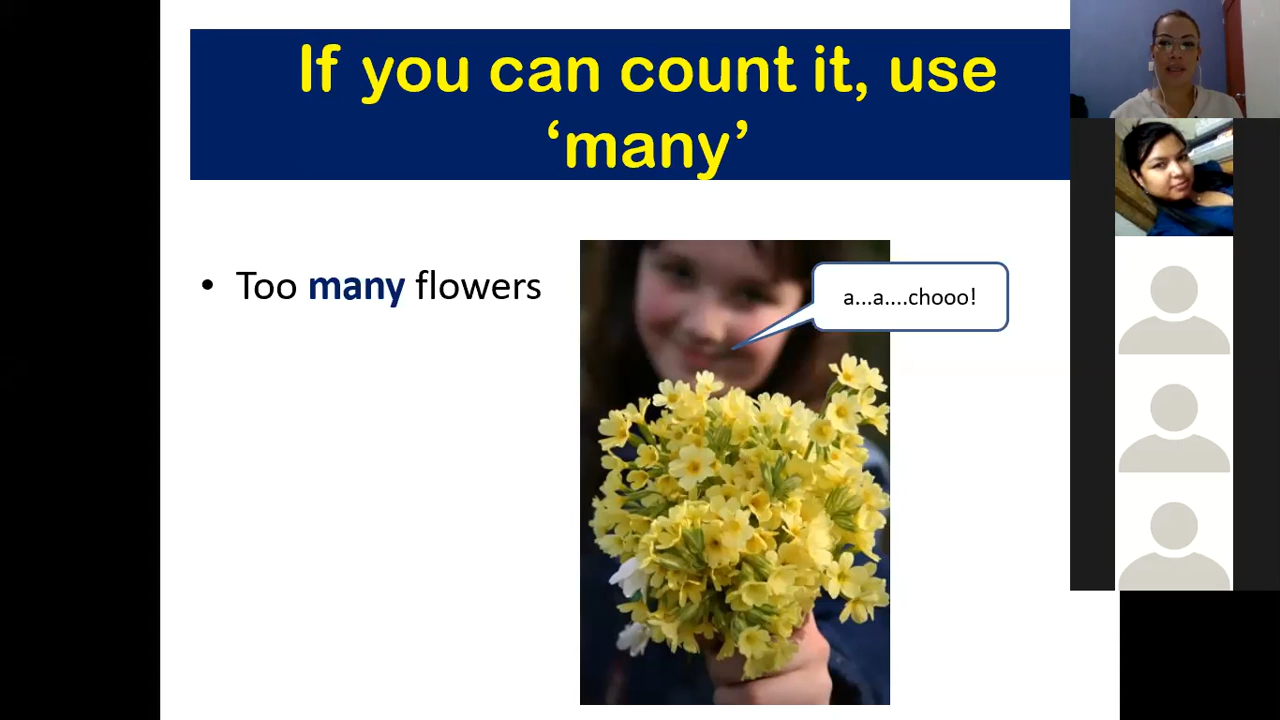 If you can count it, use
‘many’
• Too many flowers
a...a....chooo!